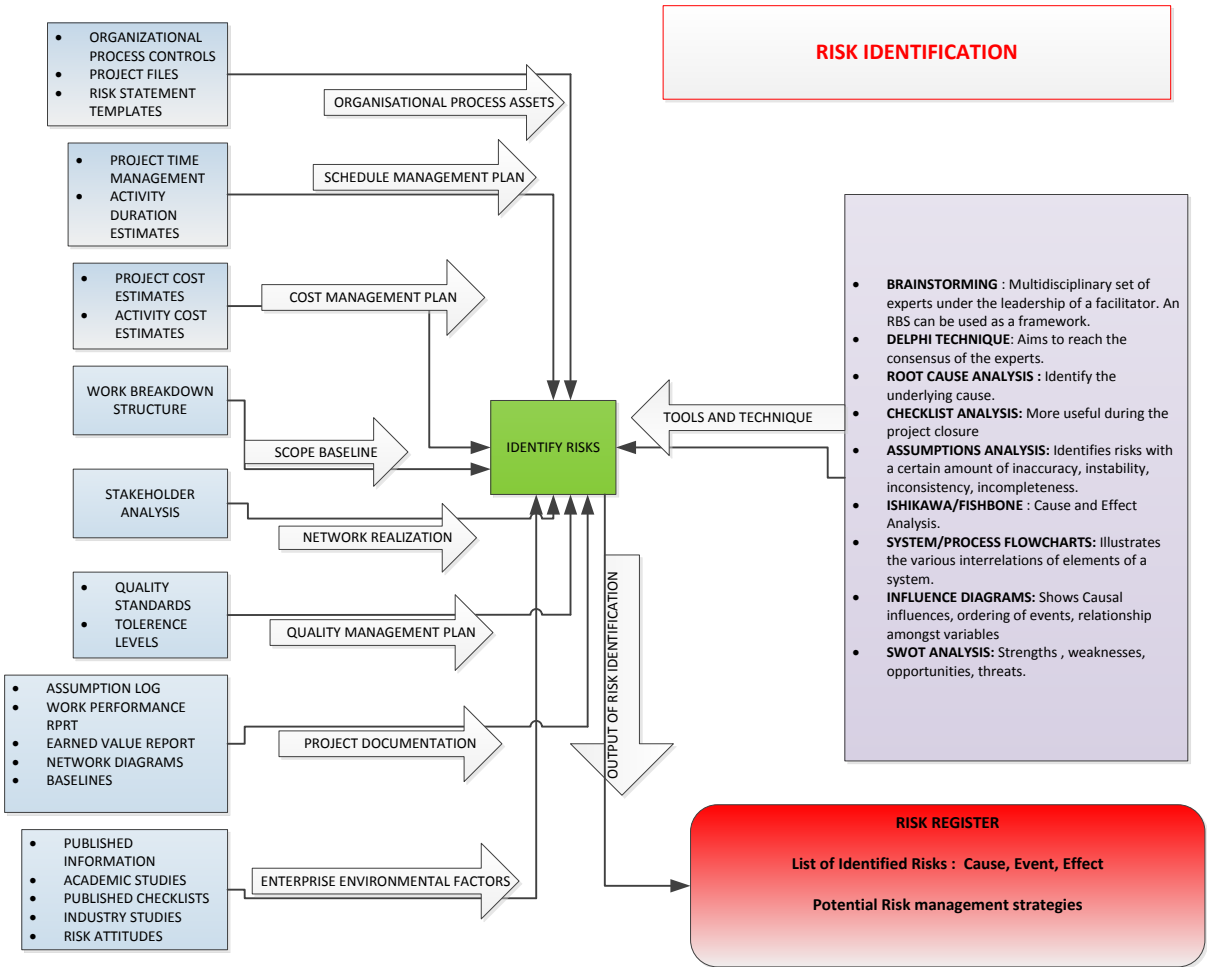 RISK IDENTIFICATION
• ORGANIZATIONAL
PROCESS CONTROLS
• PROJECT FILES
• RISK STATEMENT
TEMPLATES
ORGANISATIONAL PROCESS ASSETS
• PROJECT TIME
MANAGEMENT
• ACTIVITY
DURATION
ESTIMATES
SCHEDULE MANAGEMENT PLAN
• PROJECT COST
ESTIMATES
• ACTIVITY COST
ESTIMATES
COST MANAGEMENT PLAN
WORK BREAKDOWN
STRUCTURE
SCOPE BASELINE
STAKEHOLDER
ANALYSIS
NETWORK REALIZATION
• QUALITY
STANDARDS
• TOLERENCE
LEVELS
QUALITY MANAGEMENT PLAN
• ASSUMPTION LOG
• WORK PERFORMANCE
RPRT
• EARNED VALUE REPORT
• NETWORK DIAGRAMS
• BASELINES
PROJECT DOCUMENTATION
• PUBLISHED
INFORMATION
• ACADEMIC STUDIES
• PUBLISHED CHECKLISTS
• INDUSTRY STUDIES
• RISK ATTITUDES
ENTERPRISE ENVIRONMENTAL FACTORS
IDENTIFY RISKS
TOOLS AND TECHNIQUE
• BRAINSTORMING : Multidisciplinary set of
experts under the leadership of a facilitator. An
RBS can be used as a framework.
• DELPHI TECHNIQUE: Aims to reach the
consensus of the experts.
• ROOT CAUSE ANALYSIS : Identify the
underlying cause.
• CHECKLIST ANALYSIS: More useful during the
project closure
• ASSUMPTIONS ANALYSIS: Identifies risks with
a certain amount of inaccuracy, instability,
inconsistency, incompleteness.
• ISHIKAWA/FISHBONE : Cause and Effect
Analysis.
• SYSTEM/PROCESS FLOWCHARTS: Illustrates
the various interrelations of elements of a
system.
• INFLUENCE DIAGRAMS: Shows Causal
influences, ordering of events, relationship
amongst variables
• SWOT ANALYSIS: Strengths , weaknesses,
opportunities, threats.
OUTPUT OF RISK IDENTIFICATION
RISK REGISTER
List of Identified Risks : Cause, Event, Effect
Potential Risk management strategies